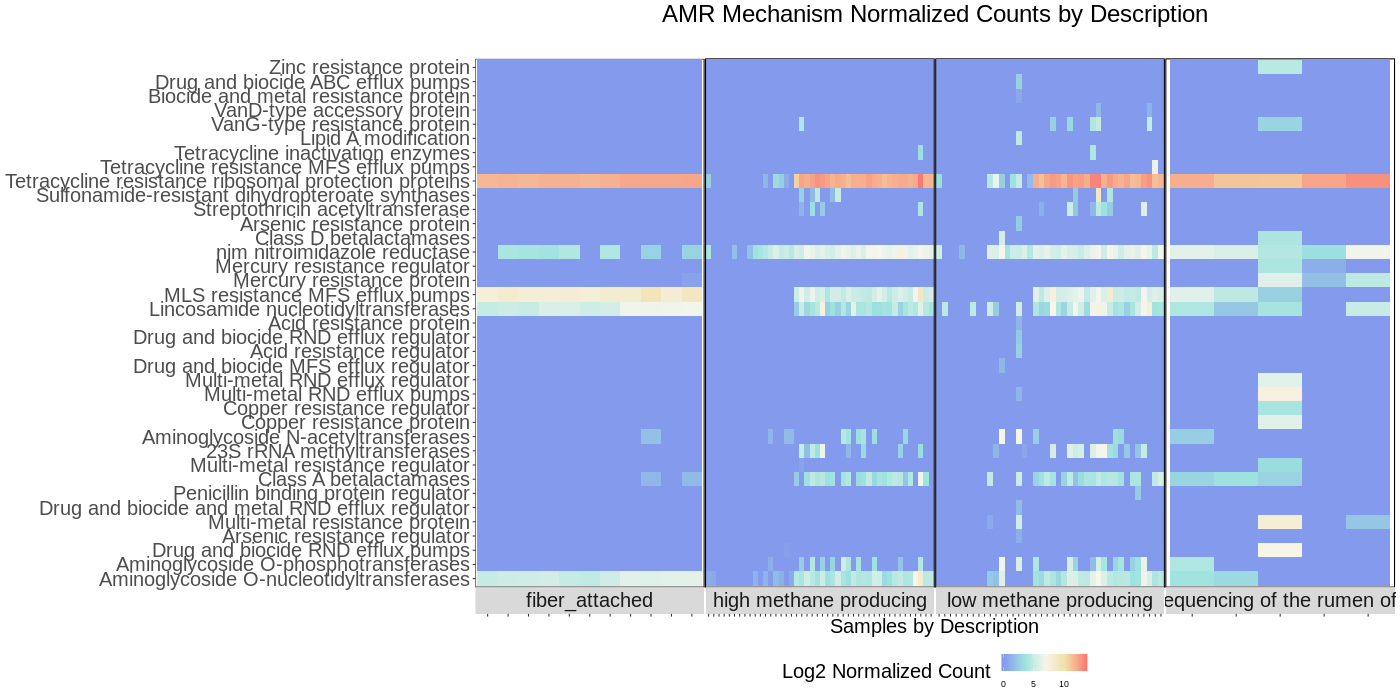 AMR Mechanism Normalized Counts by Description
Zinc resistance protein
Drug and biocide ABC efflux pumps
Biocide and metal resistance protein
VanD-type accessory protein
VanG-type resistance protein
Lipid A modification
Tetracycline inactivation enzymes
Tetracycline resistance MFS efflux pumps
Tetracycline resistance ribosomal protection proteins
Sulfonamide-resistant dihydropteroate synthases
Streptothricin acetyltransferase
Arsenic resistance protein
Class D betalactamases
nim nitroimidazole reductase
Mercury resistance regulator
Mercury resistance protein
MLS resistance MFS efflux pumps
Lincosamide nucleotidyltransferases
Acid resistance protein
Drug and biocide RND efflux regulator
Acid resistance regulator
Drug and biocide MFS efflux regulator
Multi-metal RND efflux regulator
Multi-metal RND efflux pumps
Copper resistance regulator
Copper resistance protein
Aminoglycoside N-acetyltransferases
23S rRNA methyltransferases
Multi-metal resistance regulator
Class A betalactamases
Penicillin binding protein regulator
Drug and biocide and metal RND efflux regulator
Multi-metal resistance protein
Arsenic resistance regulator
Drug and biocide RND efflux pumps
Aminoglycoside O-phosphotransferases
Aminoglycoside O-nucleotidyltransferases
fiber_attached high methane producing low methane producing equencing of the rumen of
Samples by Description
Log2 Normalized Count
0 5 10